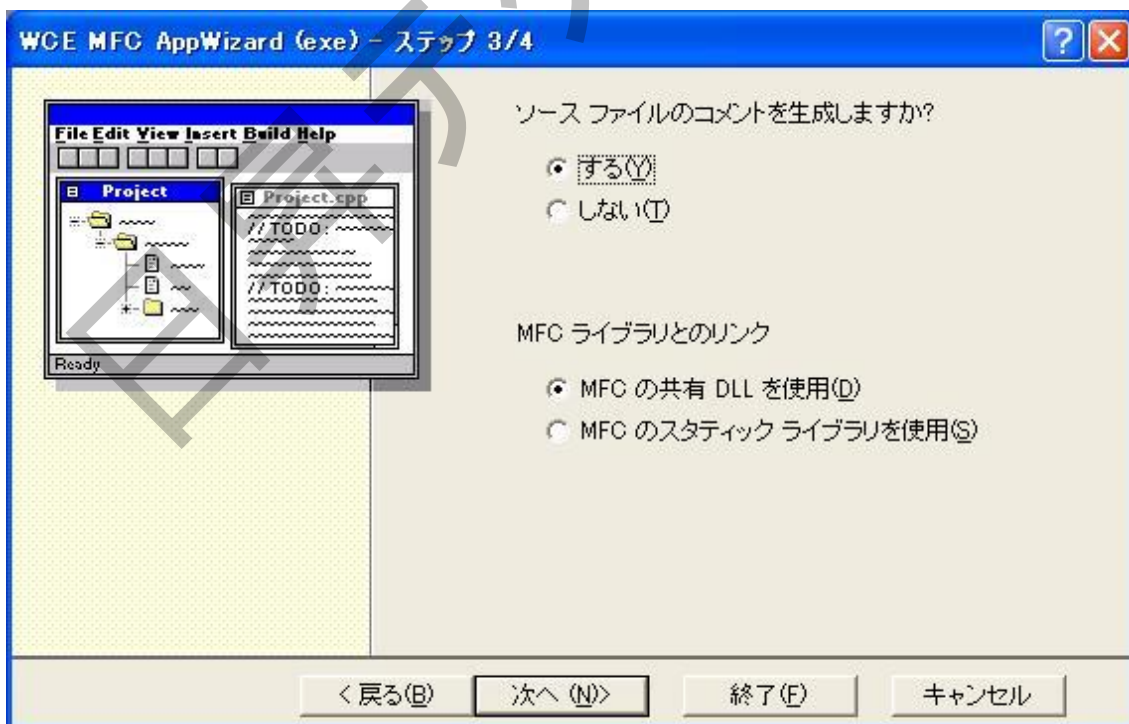 WCE MFC AppWizard (exe) - ステップ 3/4
File Edit View Insert Build Help
Project
Project.cpp
//TODO:
//TODO:
Ready
ソース ファイルのコメントを生成しますか?
する(Y)
しない(T)
MFC ライブラリとのリンク
MFC の共有 DLL を使用(D)
MFC のスタティック ライブラリを使用(S)
< 戻る(B)
次へ (N)>
終了(F)
キャンセル